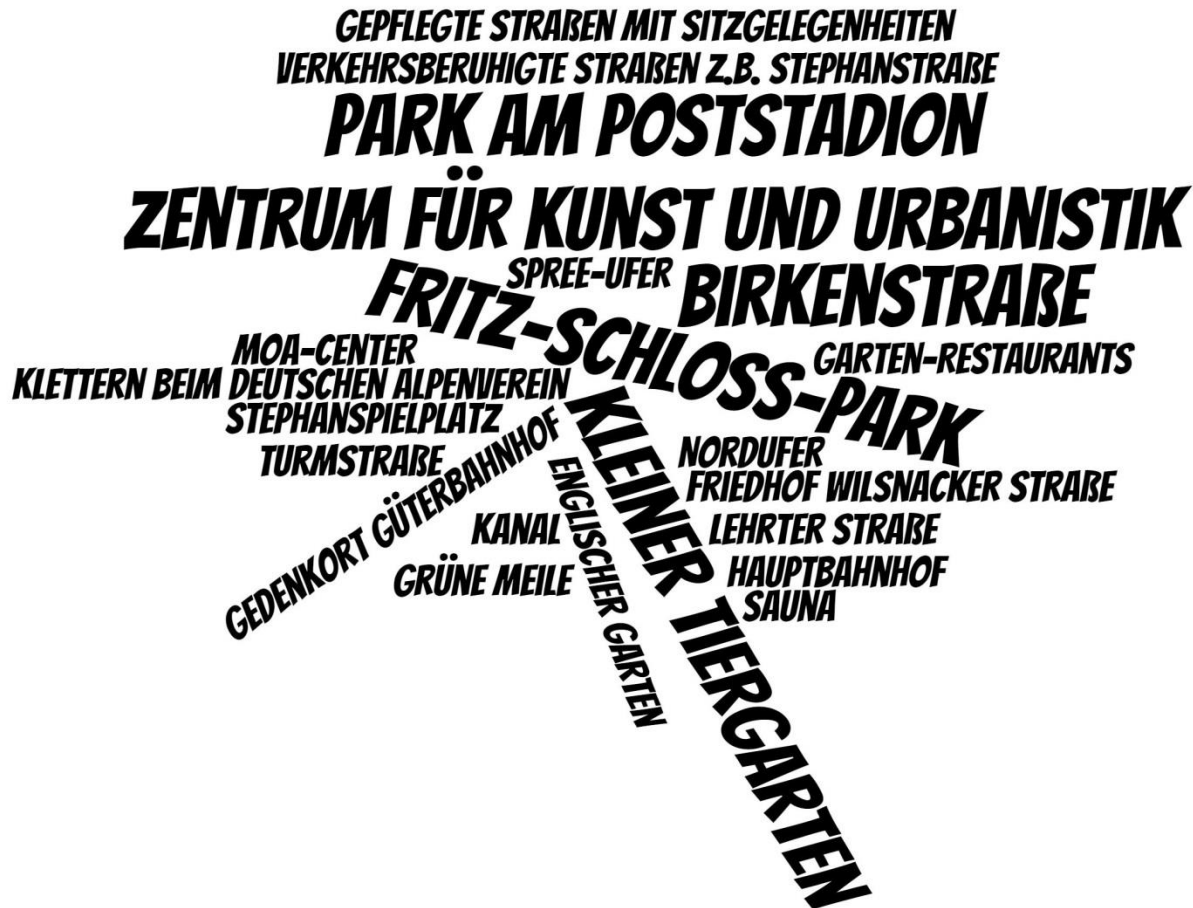 GEPFLEGTE STRAßEN MIT SITZGELEGENHEITEN
VERKEHRSBERUHIGTE STRAßEN Z.B. STEPHANSTRAßE
PARK AM POSTSTADION
ZENTRUM FÜR KUNST UND URBANISTIK
SPREE-UFER
BIRKENSTRAßE
FRITZ-SCHLOSS-PARK
MOA-CENTER
GARTEN-RESTAURANTS
KLETTERN BEIM DEUTSCHEN ALPENVEREIN
STEPHANSPIELPLATZ
TURMSTRAßE
GEDENKORT GÜTERBAHNHOF
KLEINER TIERGARTEN
ENGLISCHER GARTEN
NORDUFER
FRIEDHOF WILSNACKER STRAßE
KANAL
LEHRTER STRAßE
GRÜNE MEILE
HAUPTBAHNHOF
SAUNA